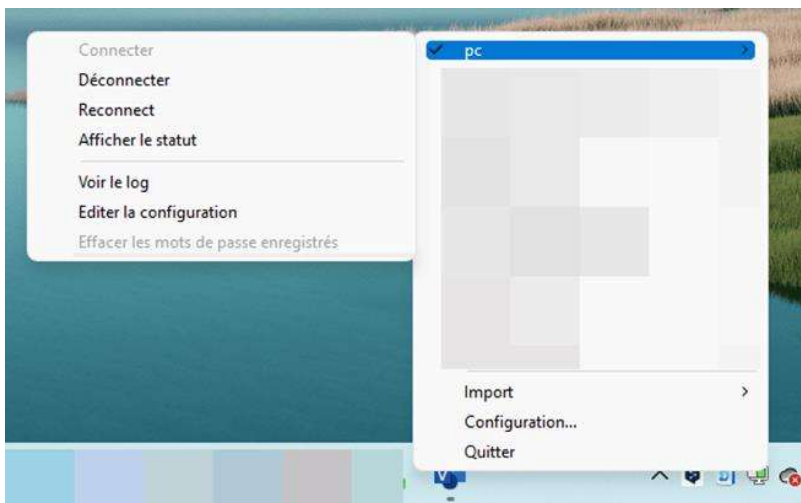 Connecter
Déconnecter
Reconnect
Afficher le statut
Voir le log
Editer la configuration
Effacer les mots de passe enregistrés
pc
Import
Configuration...
Quitter